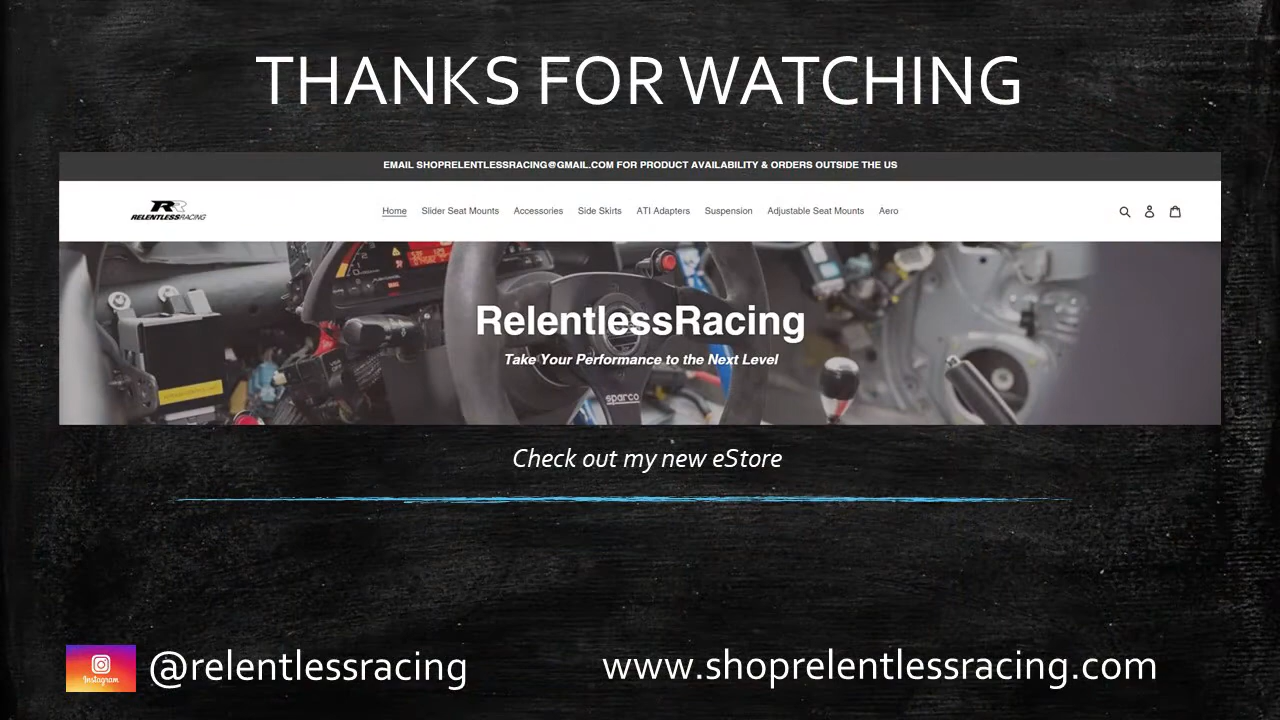 THANKS FOR WATCHING
EMAIL SHOPRELENTLESSRACING@GMAIL.COM FOR PRODUCT AVAILABILITY & ORDERS OUTSIDE THE US
RR
RELENTLESSRACING
Home Slider Seat Mounts Accessories Side Skirts ATI Adapters Suspension Adjustable Seat Mounts Aero
RelentlessRacing
Take Your Performance to the Next Level
sparco
Check out my new eStore
Instagram
@relentlessracing
www.shoprelentlessracing.com